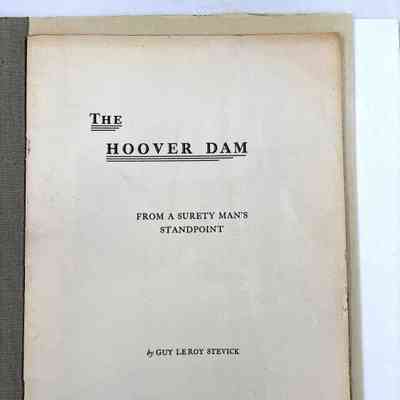 THE
HOOVER DAM
FROM A SURETY MAN'S
STANDPOINT
by GUY LEROY STEVICK